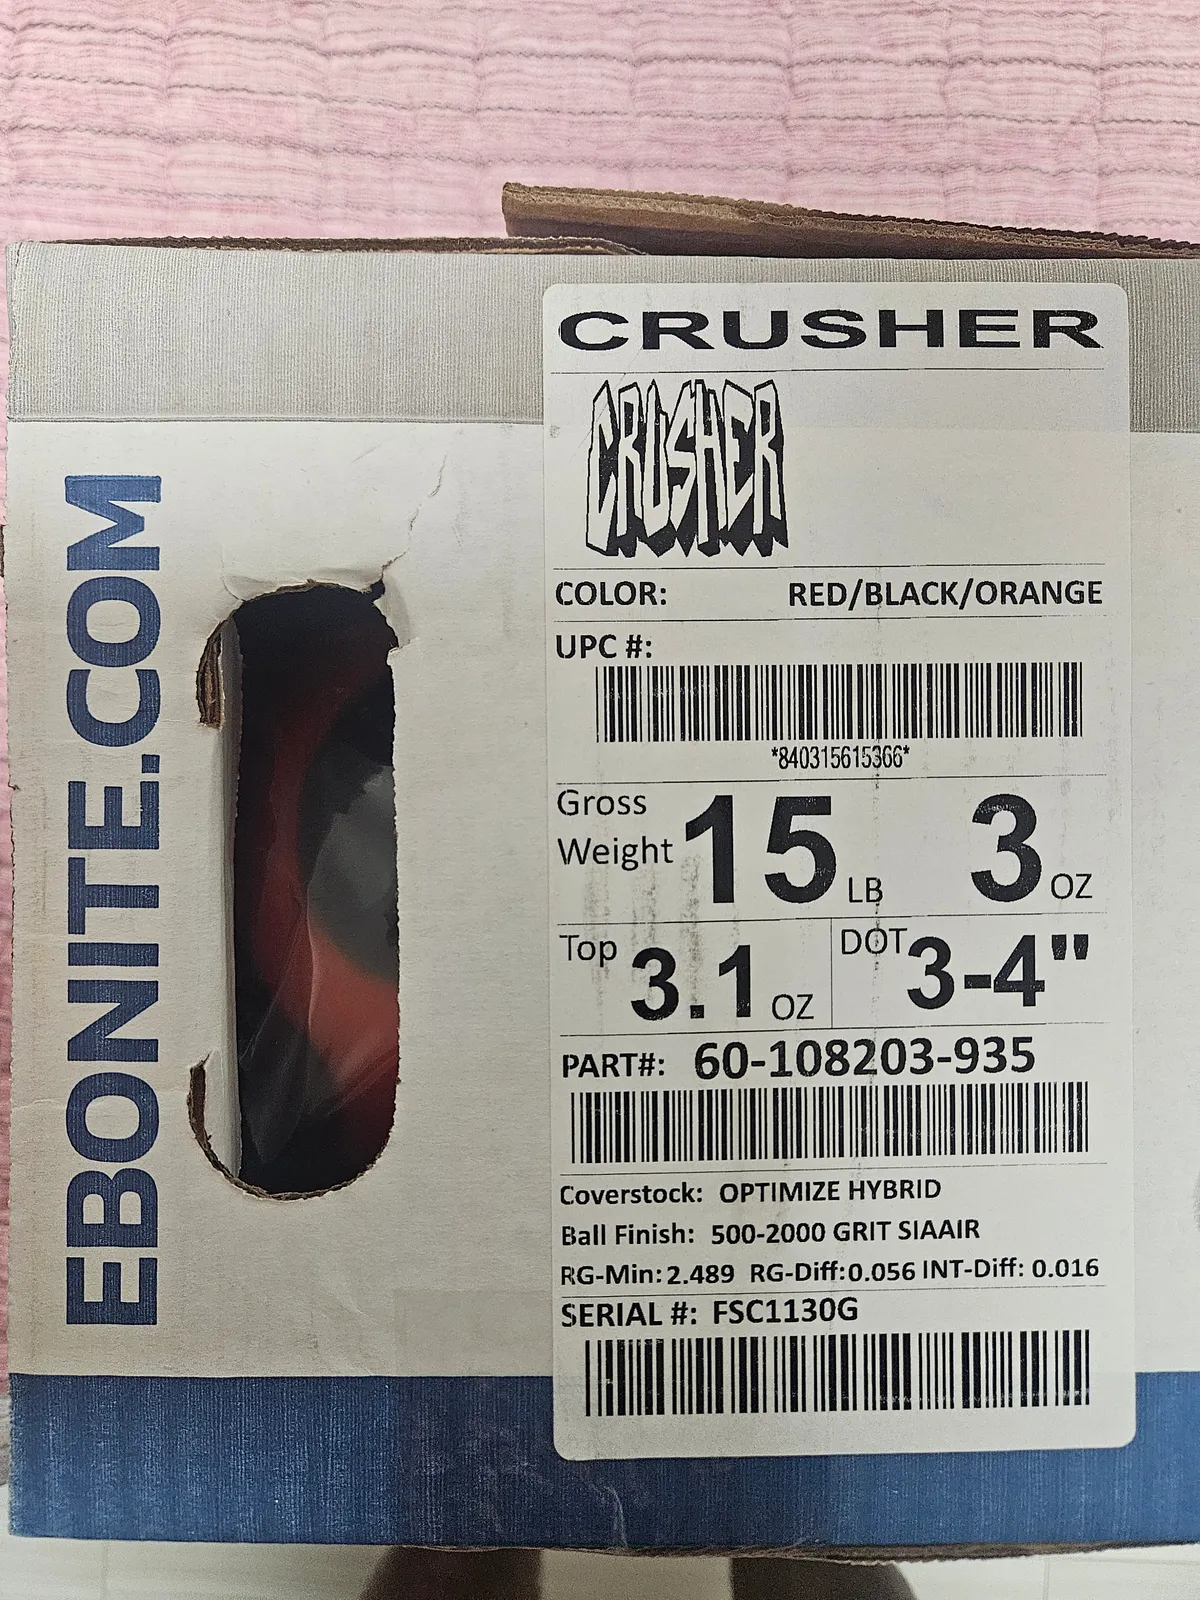 EBONITE.COM
CRUSHER
CRUSHER
COLOR: RED/BLACK/ORANGE
UPC #:
*840315615366*
Gross Weight 15 LB 3 OZ
Top 3.1 OZ DOT 3-4"
PART#: 60-108203-935
Coverstock: OPTIMIZE HYBRID
Ball Finish: 500-2000 GRIT SIAAIR
RG-Min: 2.489 RG-Diff: 0.056 INT-Diff: 0.016
SERIAL #: FSC1130G